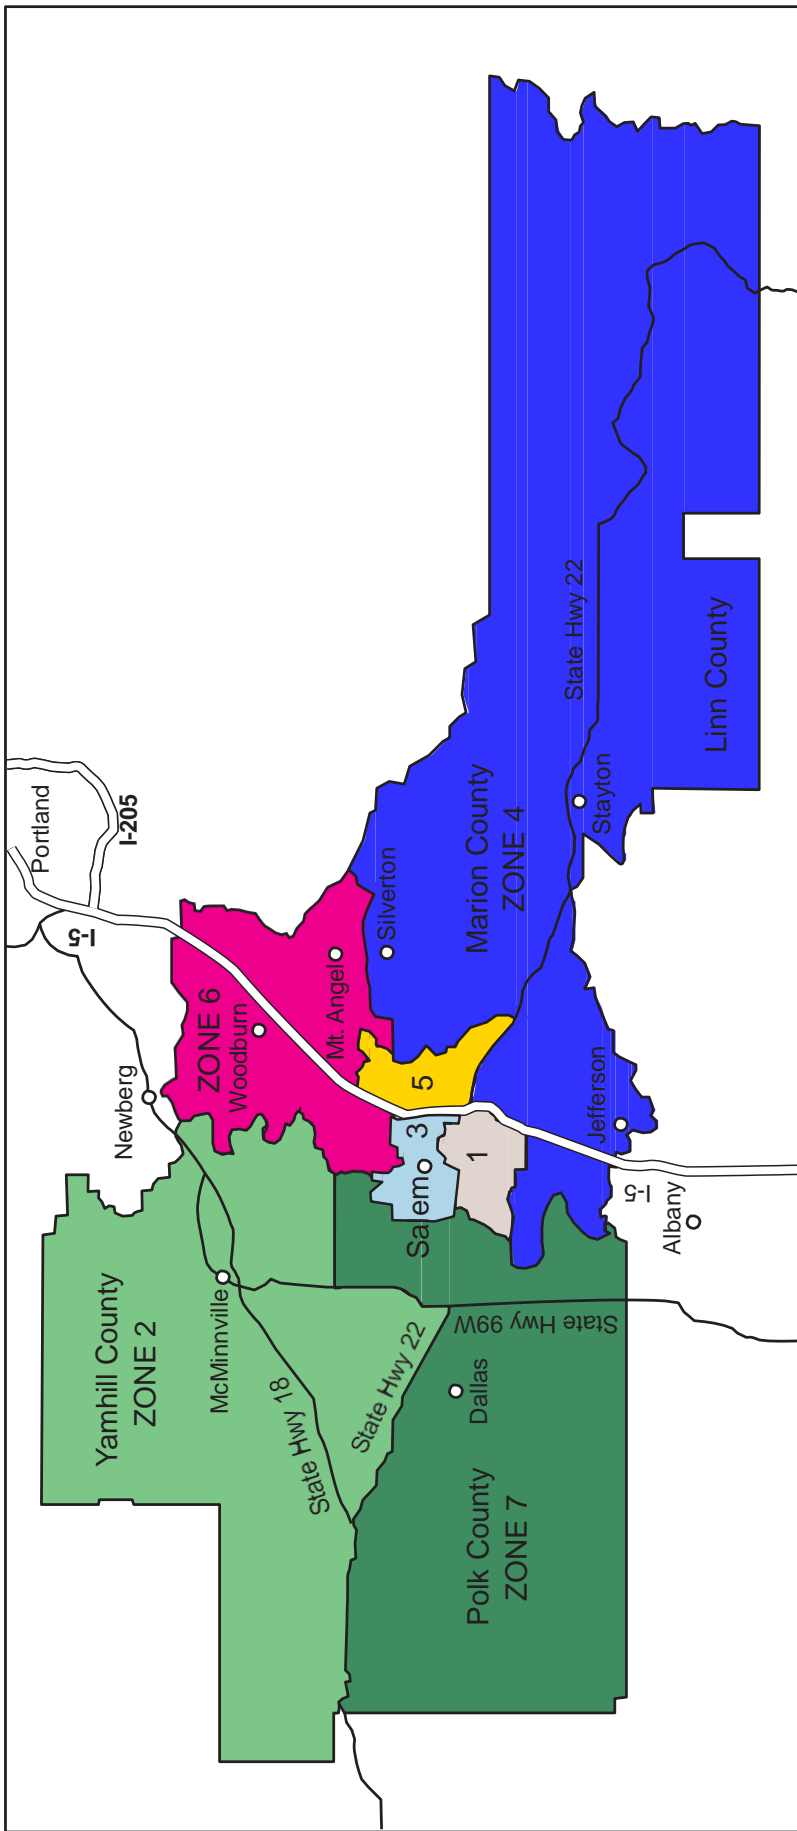 Portland
I-205
I-5
Newberg
ZONE 6
Woodburn
Mt. Angel
Silverton
Yamhill County
ZONE 2
McMinnville
State Hwy 18
State Hwy 22
Salem
3
5
1
Marion County
ZONE 4
State Hwy 22
Stayton
Linn County
Polk County
ZONE 7
Dallas
State Hwy 99W
Jefferson
I-5
Albany